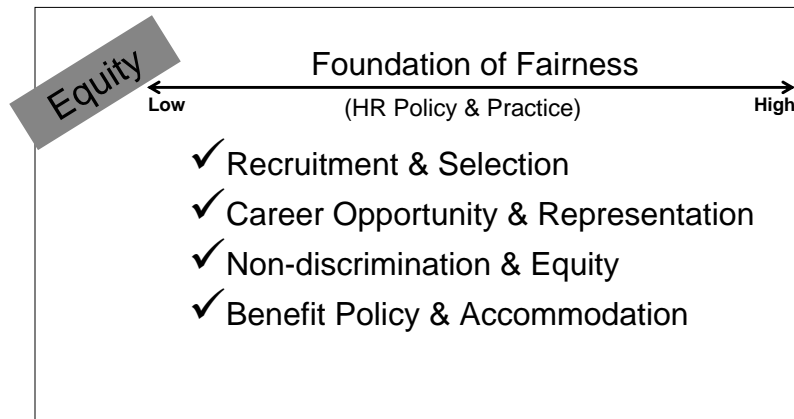 Equity
Foundation of Fairness
Low
High
(HR Policy & Practice)
✓Recruitment & Selection
✓Career Opportunity & Representation
✓Non-discrimination & Equity
✓Benefit Policy & Accommodation